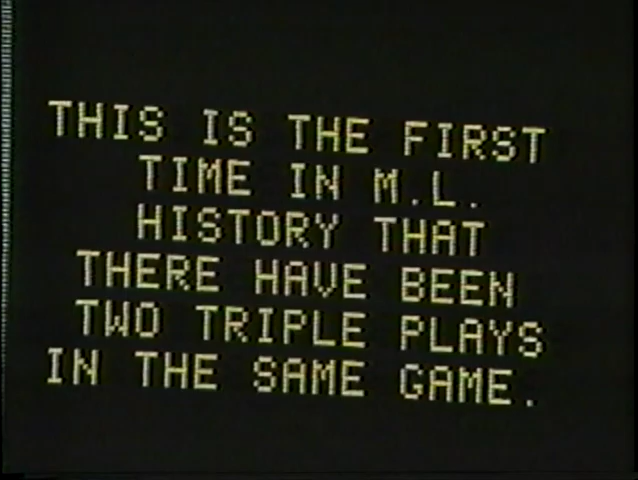 THIS IS THE FIRST
TIME IN M.L.
HISTORY THAT
THERE HAVE BEEN
TWO TRIPLE PLAYS
IN THE SAME GAME.